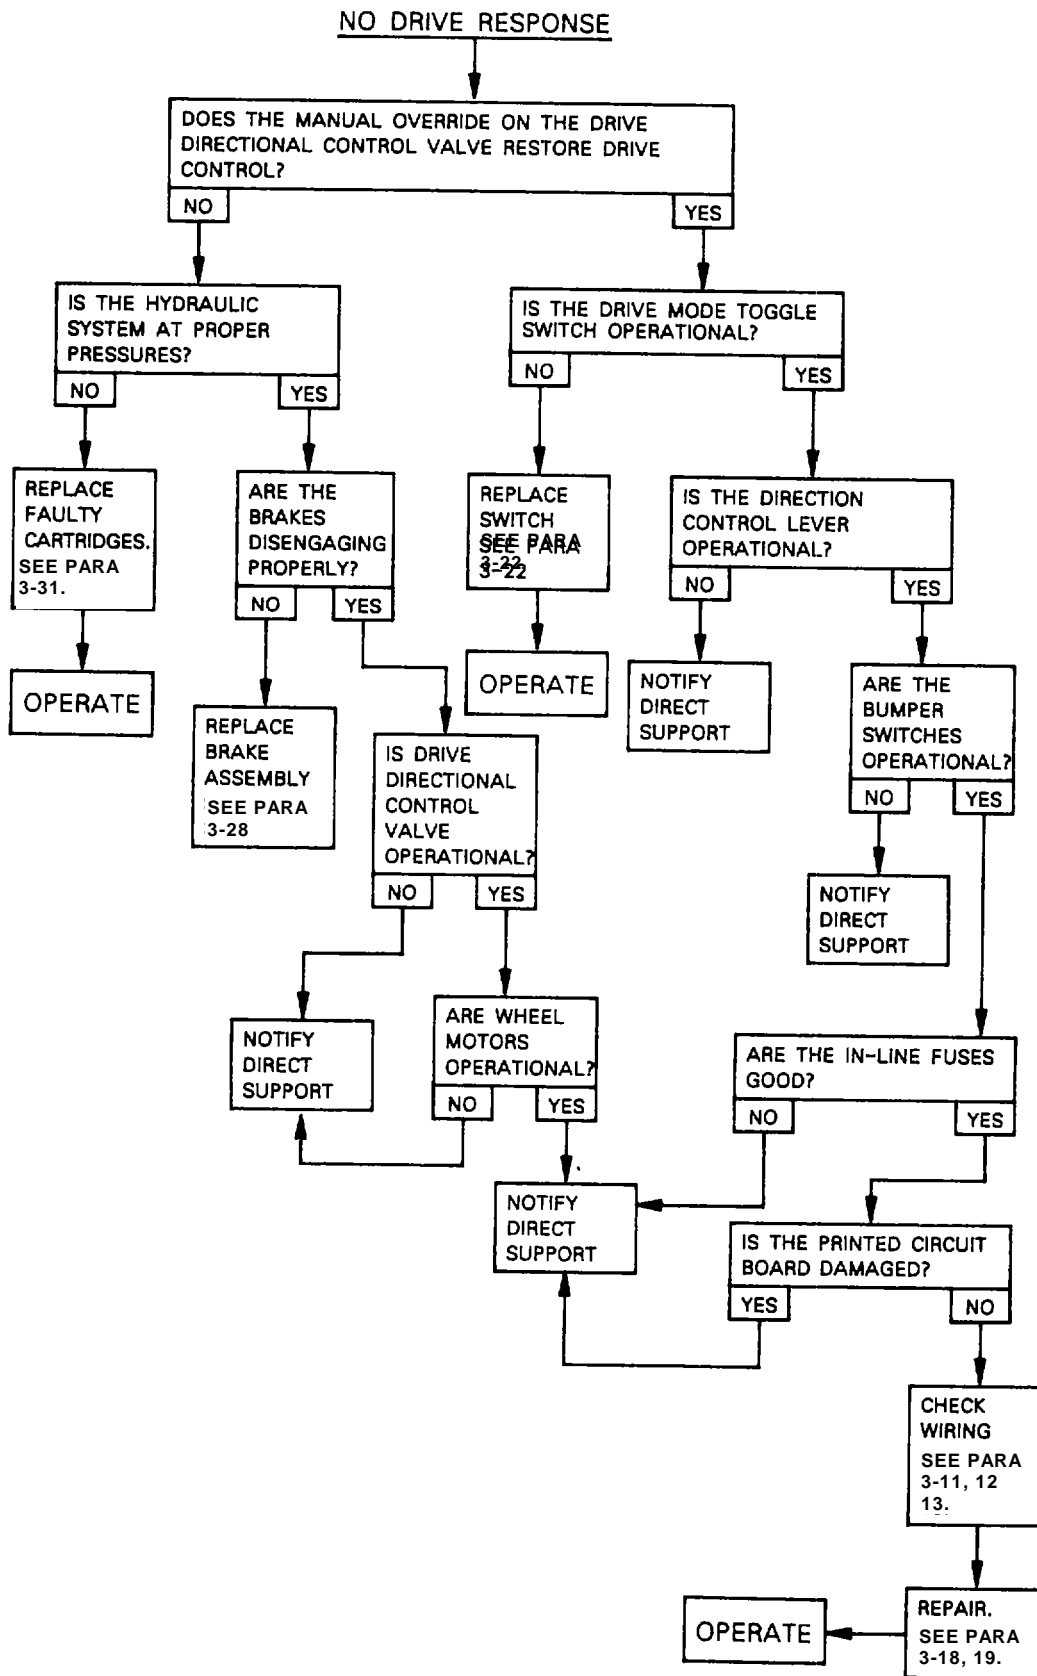 NO DRIVE RESPONSE
DOES THE MANUAL OVERRIDE ON THE DRIVE
DIRECTIONAL CONTROL VALVE RESTORE DRIVE
CONTROL?
NO
YES
IS THE HYDRAULIC
SYSTEM AT PROPER
PRESSURES?
NO
YES
IS THE DRIVE MODE TOGGLE
SWITCH OPERATIONAL?
NO
YES
REPLACE
FAULTY
CARTRIDGES.
SEE PARA
3-31.
OPERATE
ARE THE
BRAKES
DISENGAGING
PROPERLY?
NO
YES
REPLACE
SWITCH
SEE PARA
3-22
OPERATE
IS THE DIRECTION
CONTROL LEVER
OPERATIONAL?
NO
YES
REPLACE
BRAKE
ASSEMBLY
SEE PARA
3-28
IS DRIVE
DIRECTIONAL
CONTROL
VALVE
OPERATIONAL?
NO
YES
NOTIFY
DIRECT
SUPPORT
ARE THE
BUMPER
SWITCHES
OPERATIONAL?
NO
YES
NOTIFY
DIRECT
SUPPORT
NOTIFY
DIRECT
SUPPORT
ARE WHEEL
MOTORS
OPERATIONAL?
NO
YES
ARE THE IN-LINE FUSES
GOOD?
NO
YES
NOTIFY
DIRECT
SUPPORT
IS THE PRINTED CIRCUIT
BOARD DAMAGED?
YES
NO
CHECK
WIRING
SEE PARA
3-11, 12
13.
REPAIR.
SEE PARA
3-18, 19.
OPERATE